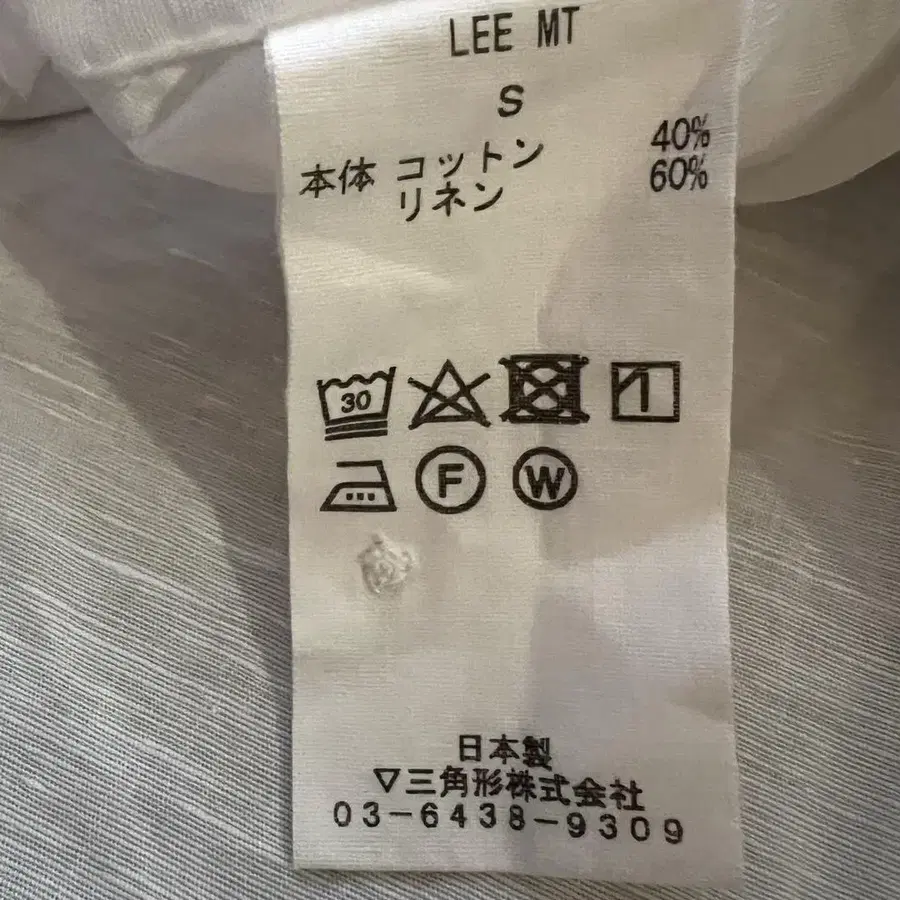 LEE MT
S
本体 コットン 40%
リネン 60%
30
F W
日本製
▽三角形株式会社
03-6438-9309